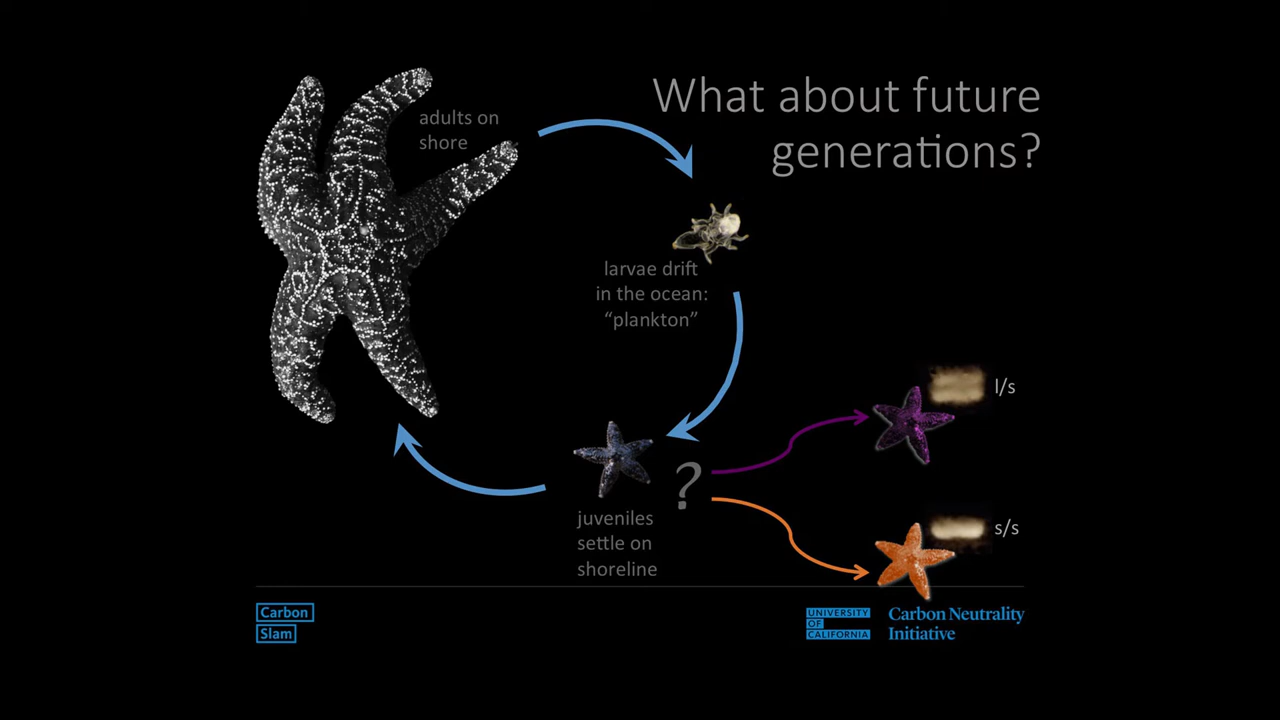 What about future
generations?
adults on
shore
larvae drift
in the ocean:
“plankton”
l/s
?
s/s
juveniles
settle on
shoreline
Carbon
Slam
UNIVERSITY
OF
CALIFORNIA
Carbon Neutrality
Initiative